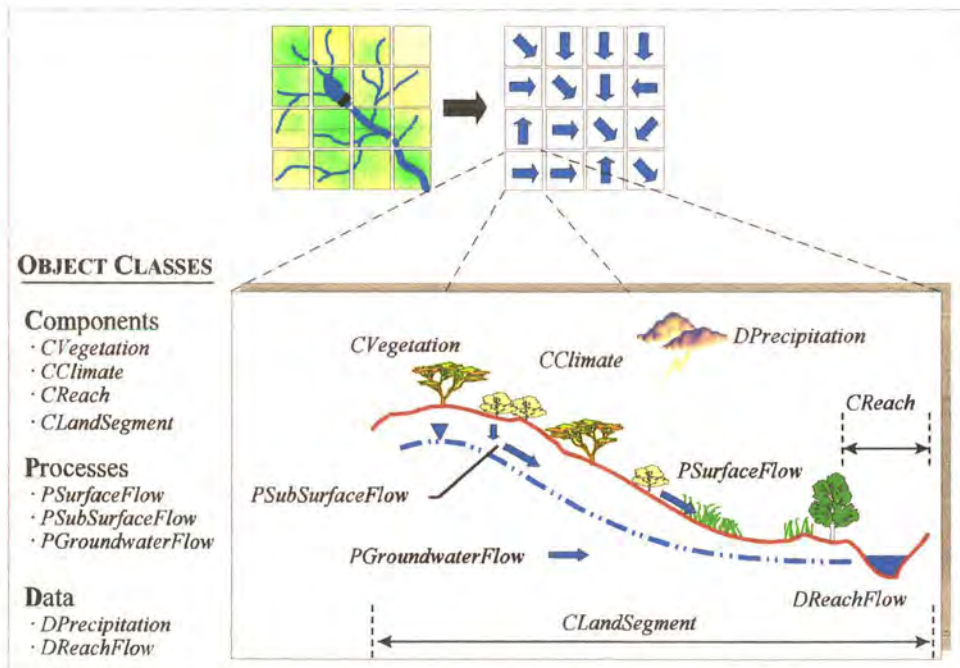 OBJECT CLASSES
Components
· CVegetation
· CClimate
· CReach
· CLandSegment
Processes
· PSurfaceFlow
· PSubSurfaceFlow
· PGroundwaterFlow
Data
· DPrecipitation
· DReachFlow
CVegetation
CClimate
DPrecipitation
CReach
PSubSurfaceFlow
PSurfaceFlow
PGroundwaterFlow
DReachFlow
CLandSegment